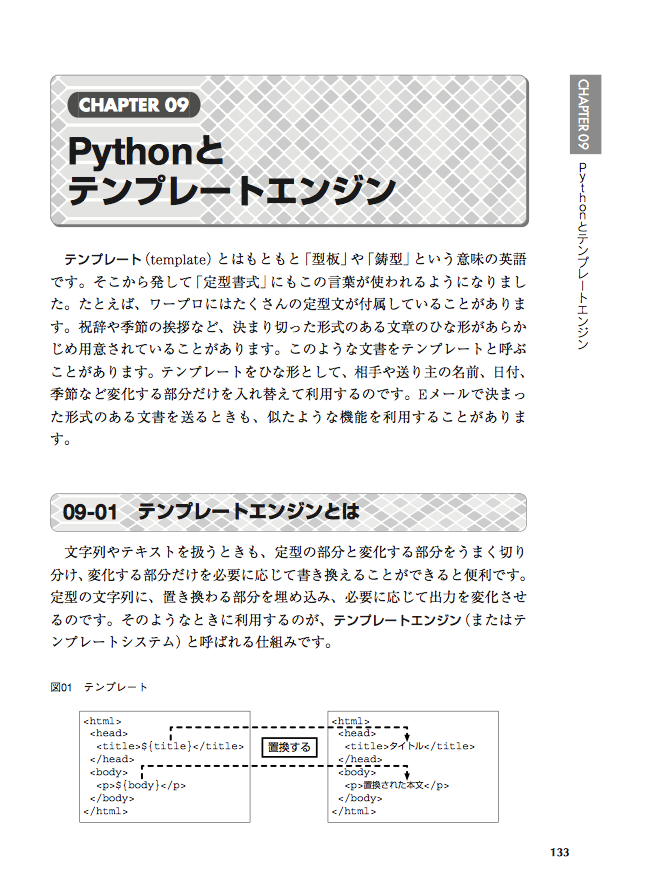 CHAPTER 09
Pythonと
テンプレートエンジン
CHAPTER 09 Pythonとテンプレートエンジン
テンプレート（template）とはもともと「型板」や「鋳型」という意味の英語
です。そこから発して「定型書式」にもこの言葉が使われるようになりまし
た。たとえば、ワープロにはたくさんの定型文が付属していることがありま
す。祝辞や季節の挨拶など、決まり切った形式のある文章のひな形があらか
じめ用意されていることがあります。このような文書をテンプレートと呼ぶ
ことがあります。テンプレートをひな形として、相手や送り主の名前、日付、
季節など変化する部分だけを入れ替えて利用するのです。Eメールで決まっ
た形式のある文書を送るときも、似たような機能を利用することがありま
す。
09-01 テンプレートエンジンとは
文字列やテキストを扱うときも、定型の部分と変化する部分をうまく切り
分け、変化する部分だけを必要に応じて書き換えることができると便利です。
定型の文字列に、置き換わる部分を埋め込み、必要に応じて出力を変化させ
るのです。そのようなときに利用するのが、テンプレートエンジン（またはテ
ンプレートシステム）と呼ばれる仕組みです。
図01 テンプレート
<html>
<head>
<title>${title}</title>
</head>
<body>
<p>${body}</p>
</body>
</html>
置換する
<html>
<head>
<title>タイトル</title>
</head>
<body>
<p>置換された本文</p>
</body>
</html>
133